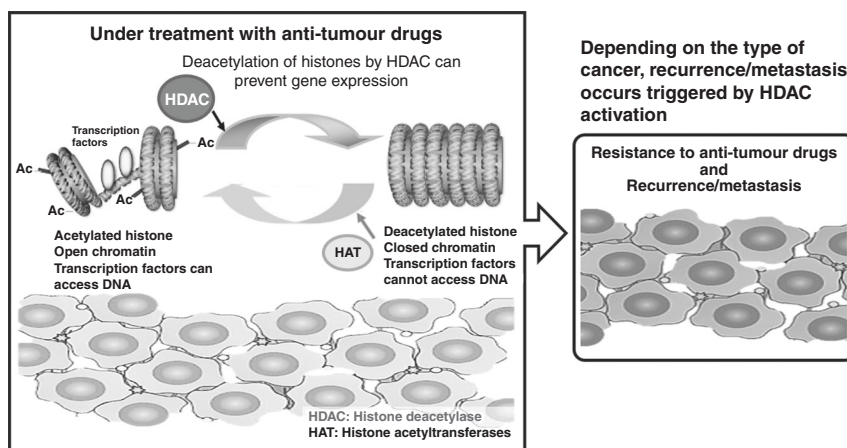 Under treatment with anti-tumour drugs
Deacetylation of histones by HDAC can
prevent gene expression
HDAC
Transcription
factors
Ac
Ac
Ac
Ac
HAT
Acetylated histone
Open chromatin
Transcription factors can
access DNA
Deacetylated histone
Closed chromatin
Transcription factors
cannot access DNA
HDAC: Histone deacetylase
HAT: Histone acetyltransferases
Depending on the type of
cancer, recurrence/metastasis
occurs triggered by HDAC
activation
Resistance to anti-tumour drugs
and
Recurrence/metastasis